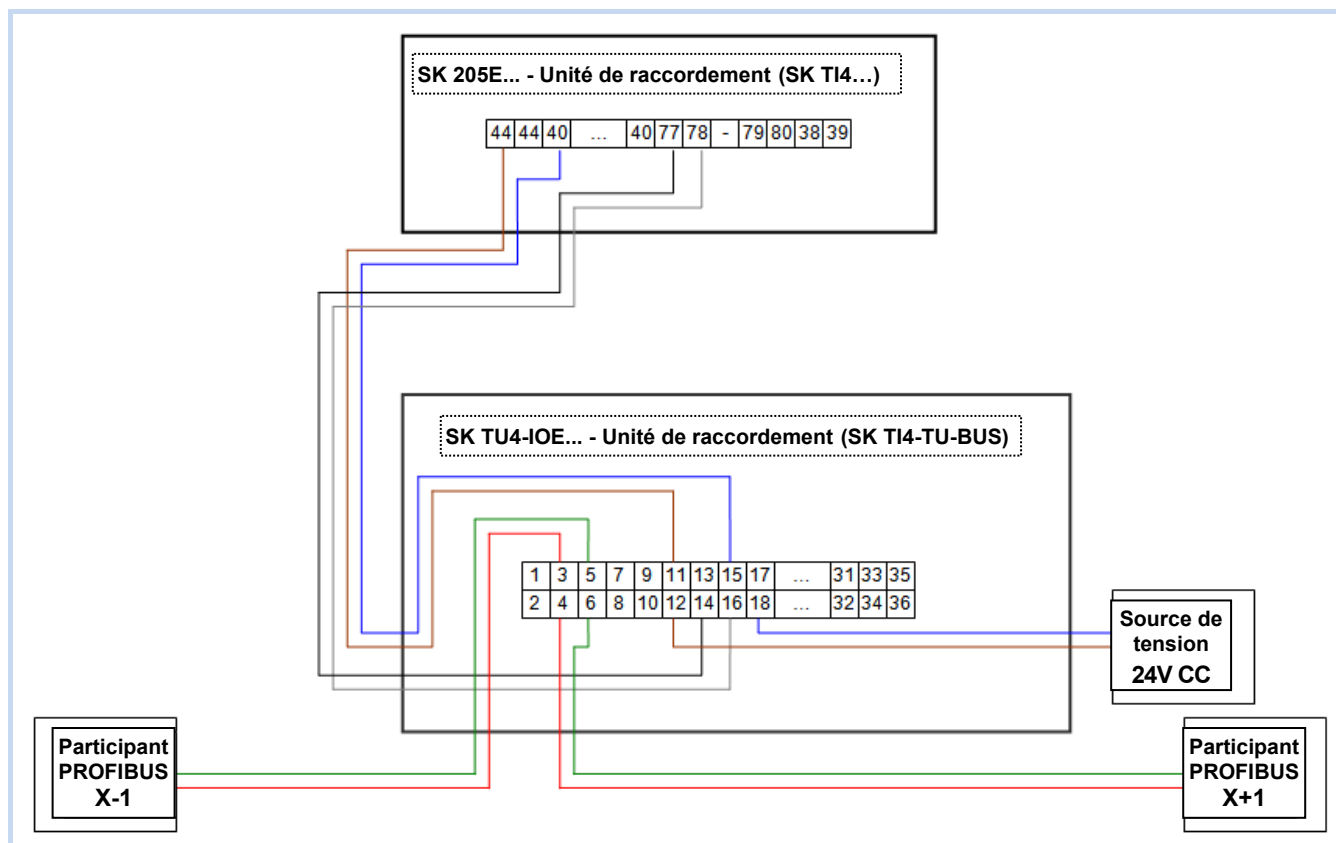 SK 205E... - Unité de raccordement (SK TI4…)
44 44 40 ... 40 77 78 - 79 80 38 39
SK TU4-IOE... - Unité de raccordement (SK TI4-TU-BUS)
1 3 5 7 9 11 13 15 17 ... 31 33 35
2 4 6 8 10 12 14 16 18 ... 32 34 36
Source de
tension
24V CC
Participant
PROFIBUS
X-1
Participant
PROFIBUS
X+1